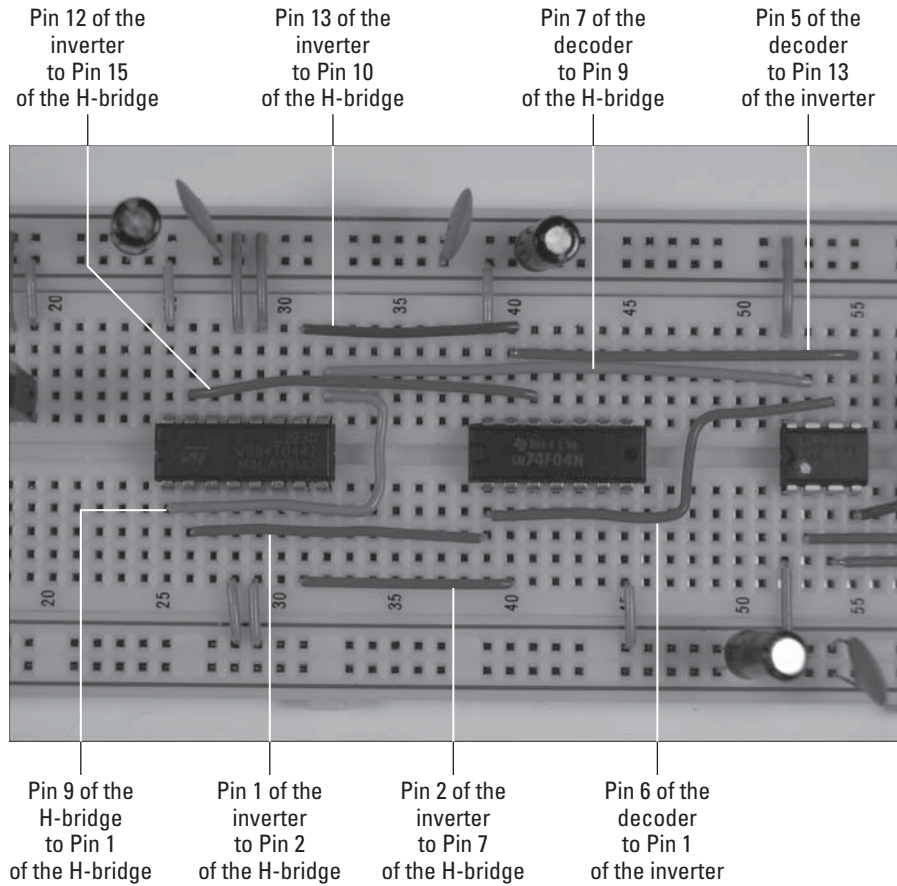 Pin 12 of the
inverter
to Pin 15
of the H-bridge
Pin 13 of the
inverter
to Pin 10
of the H-bridge
Pin 7 of the
decoder
to Pin 9
of the H-bridge
Pin 5 of the
decoder
to Pin 13
of the inverter
20
30
35
40
45
50
55
MALAYSIA
SN74F04N
20
25
30
35
40
50
55
Pin 9 of the
H-bridge
to Pin 1
of the H-bridge
Pin 1 of the
inverter
to Pin 2
of the H-bridge
Pin 2 of the
inverter
to Pin 7
of the H-bridge
Pin 6 of the
decoder
to Pin 1
of the inverter